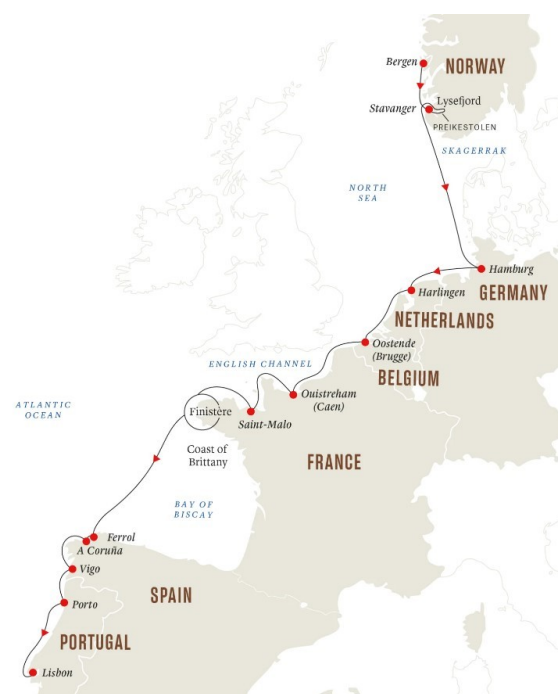 Bergen
NORWAY
Lysefjord
Stavanger
PREIKESTOLEN
SKAGERRAK
NORTH
SEA
Hamburg
Harlingen
GERMANY
NETHERLANDS
Oostende
(Brugge)
ENGLISH CHANNEL
BELGIUM
Ouistreham
(Caen)
ATLANTIC
OCEAN
Finistère
Saint-Malo
Coast of
Brittany
FRANCE
BAY OF
BISCAY
Ferrol
A Coruña
Vigo
SPAIN
Porto
PORTUGAL
Lisbon